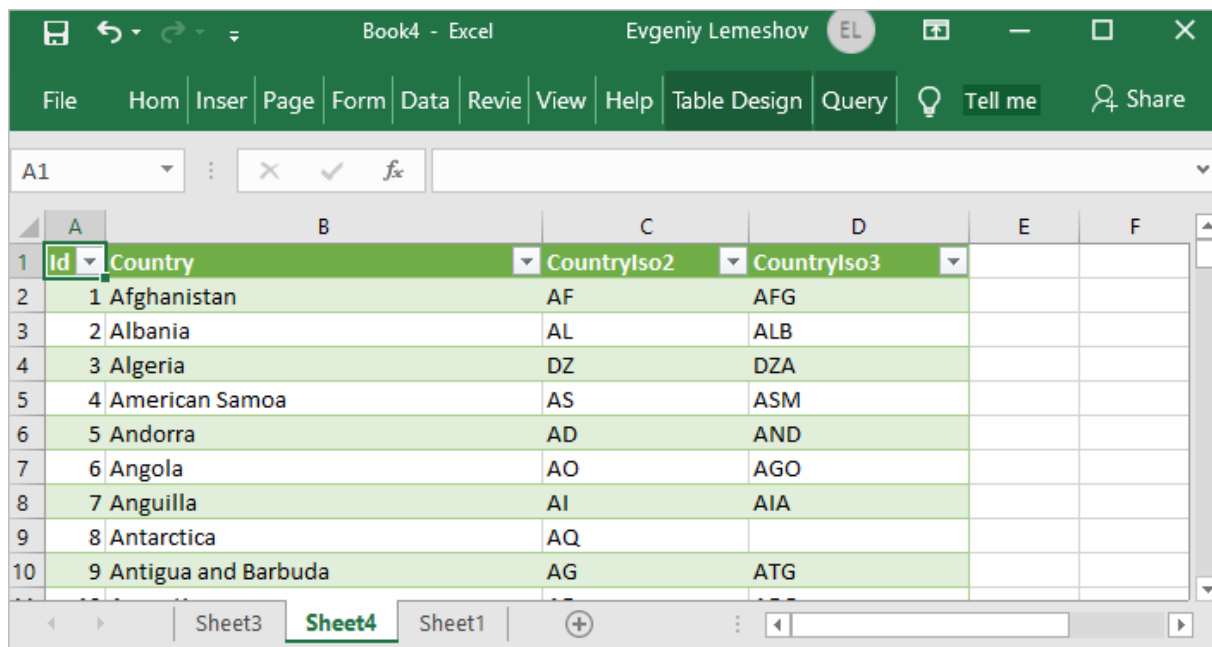 Book4 - Excel Evgeniy Lemeshov EL
File Hom Inser Page Form Data Revie View Help Table Design Query Tell me Share
A1 fx
A B C D E F
1 Id Country CountryIso2 CountryIso3
2 1 Afghanistan AF AFG
3 2 Albania AL ALB
4 3 Algeria DZ DZA
5 4 American Samoa AS ASM
6 5 Andorra AD AND
7 6 Angola AO AGO
8 7 Anguilla AI AIA
9 8 Antarctica AQ
10 9 Antigua and Barbuda AG ATG
Sheet3 Sheet4 Sheet1